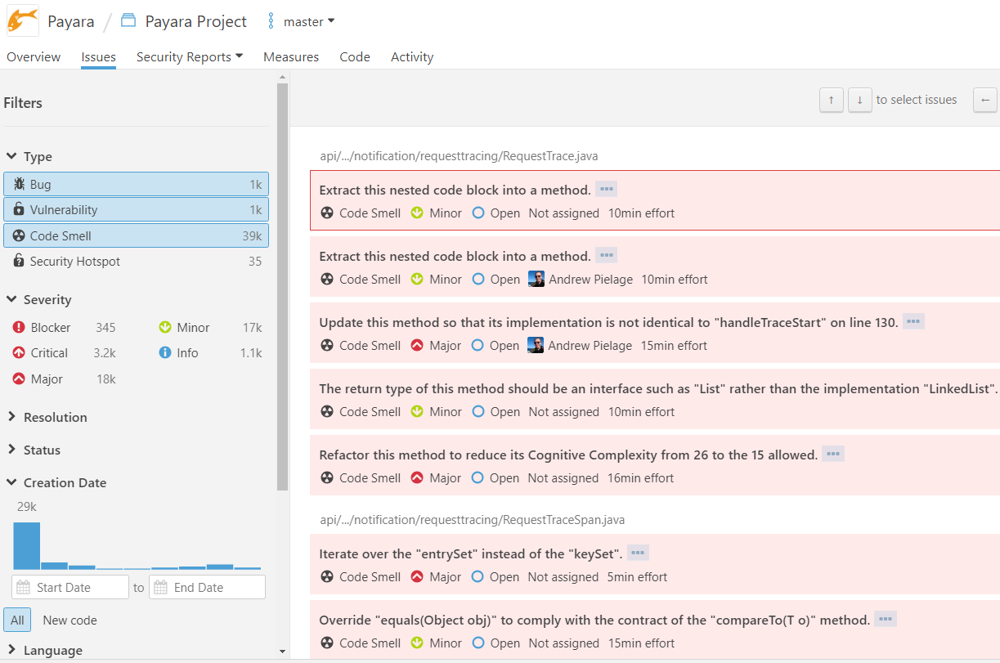 Payara / Payara Project master
Overview Issues Security Reports Measures Code Activity
Filters
↑ ↓ to select issues ←
Type
Bug 1k
Vulnerability 1k
Code Smell 39k
Security Hotspot 35
Severity
Blocker 345 Minor 17k
Critical 3.2k Info 1.1k
Major 18k
Resolution
Status
Creation Date
29k
Start Date to End Date
All New code
Language
api/.../notification/requesttracing/RequestTrace.java
Extract this nested code block into a method. •••
Code Smell Minor Open Not assigned 10min effort
Extract this nested code block into a method. •••
Code Smell Minor Open Andrew Pielage 10min effort
Update this method so that its implementation is not identical to "handleTraceStart" on line 130. •••
Code Smell Major Open Andrew Pielage 15min effort
The return type of this method should be an interface such as "List" rather than the implementation "LinkedList".
Code Smell Minor Open Not assigned 10min effort
Refactor this method to reduce its Cognitive Complexity from 26 to the 15 allowed. •••
Code Smell Major Open Not assigned 16min effort
api/.../notification/requesttracing/RequestTraceSpan.java
Iterate over the "entrySet" instead of the "keySet". •••
Code Smell Major Open Not assigned 5min effort
Override "equals(Object obj)" to comply with the contract of the "compareTo(T o)" method. •••
Code Smell Minor Open Not assigned 15min effort